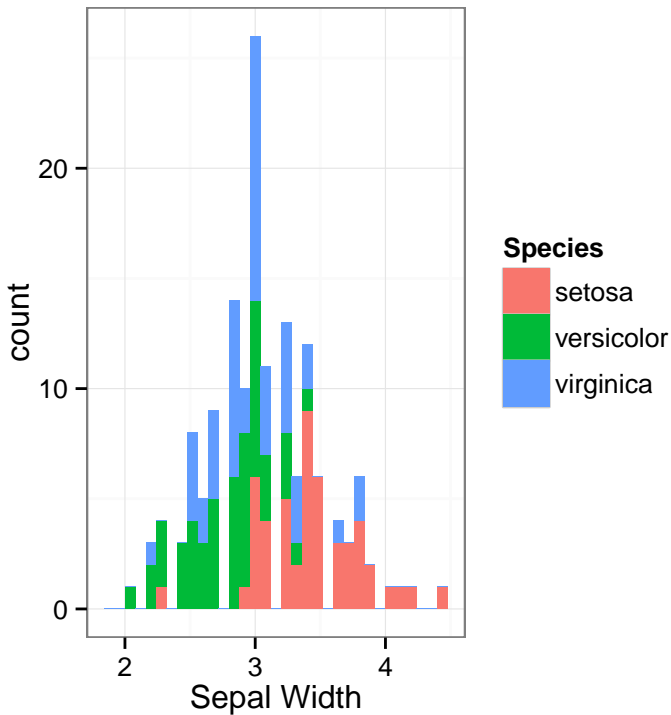 20
10
0
count
2 3 4
Sepal Width
Species
setosa
versicolor
virginica